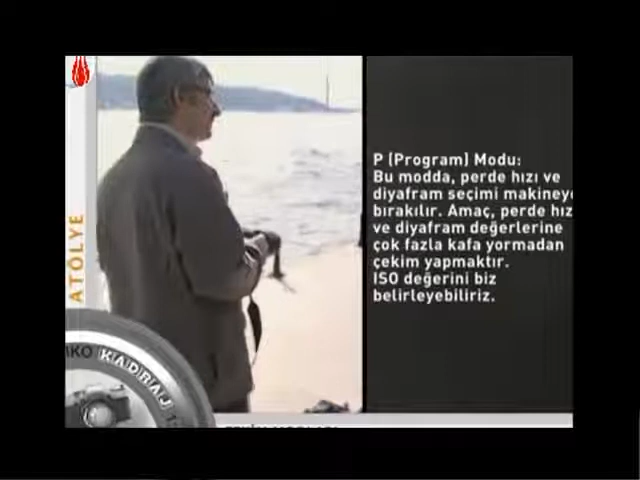 P (Program) Modu:
Bu modda, perde hızı ve
diyafram seçimi makineye
bırakılır. Amaç, perde hız
ve diyafram değerlerine
çok fazla kafa yormadan
çekim yapmaktır.
ISO değerini biz
belirleyebiliriz.
ATÖLYE
KADRAJ